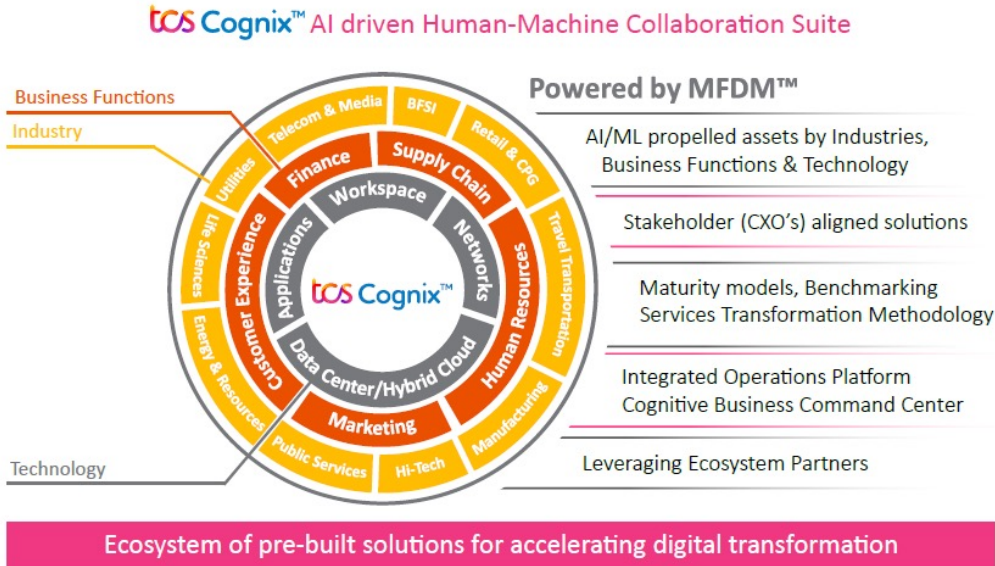 tcs Cognix™ AI driven Human-Machine Collaboration Suite
Business Functions
Industry
Technology
Telecom & Media
BFSI
Retail & CPG
Travel Transportation
Manufacturing
Hi-Tech
Public Services
Energy & Resources
Life Sciences
Utilities
Finance
Supply Chain
Human Resources
Marketing
Customer Experience
Workspace
Networks
Data Center/Hybrid Cloud
Applications
tcs Cognix™
Powered by MFDM™
AI/ML propelled assets by Industries,
Business Functions & Technology
Stakeholder (CXO's) aligned solutions
Maturity models, Benchmarking
Services Transformation Methodology
Integrated Operations Platform
Cognitive Business Command Center
Leveraging Ecosystem Partners
Ecosystem of pre-built solutions for accelerating digital transformation